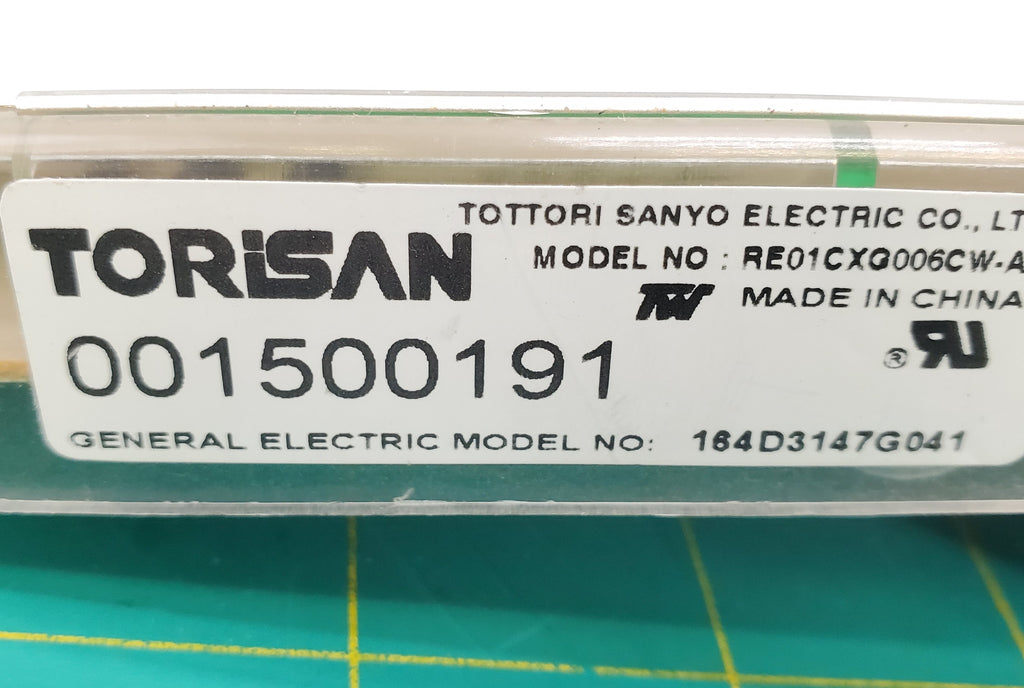 TOTTORI SANYO ELECTRIC CO., LT
TORiSAN
MODEL NO : RE01CXG006CW-A
MADE IN CHINA
001500191
GENERAL ELECTRIC MODEL NO: 164D3147G041